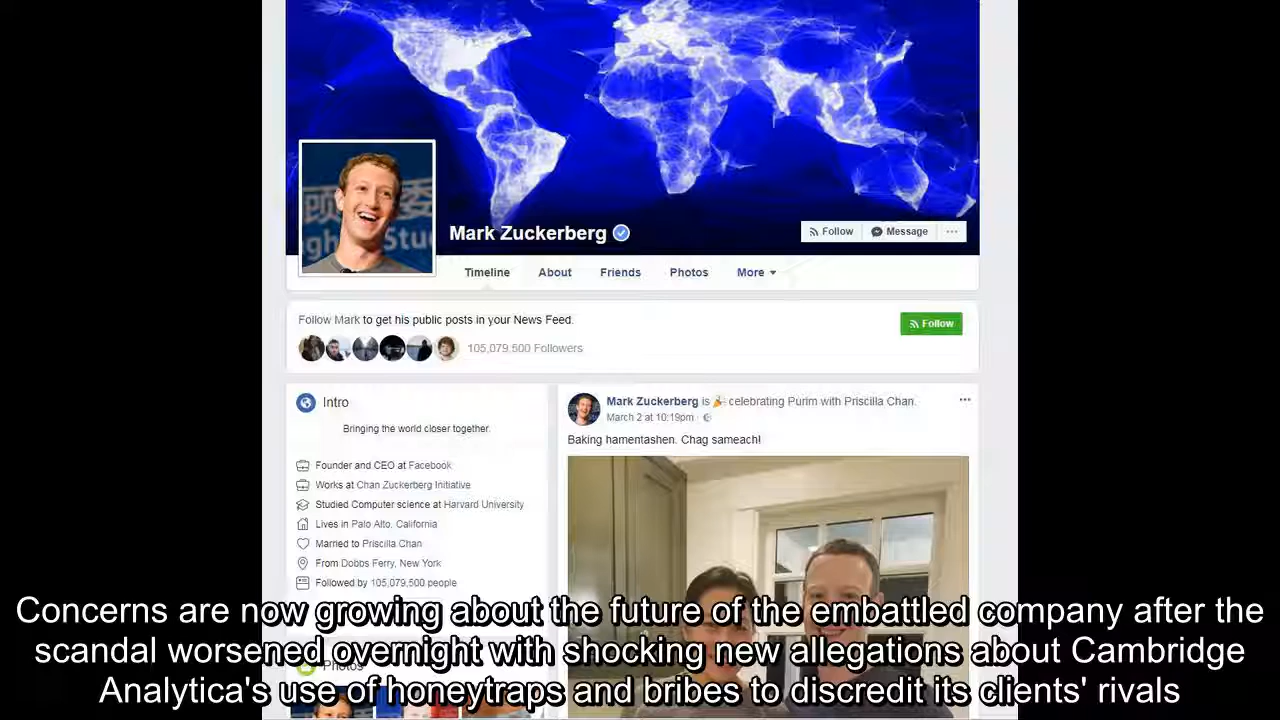 Mark Zuckerberg
Follow
Message
Timeline
About
Friends
Photos
More
Follow Mark to get his public posts in your News Feed.
Follow
105,079,500 Followers
Intro
Bringing the world closer together.
Founder and CEO at Facebook
Works at Chan Zuckerberg Initiative
Studied Computer science at Harvard University
Lives in Palo Alto, California
Married to Priscilla Chan
From Dobbs Ferry, New York
Followed by 105,079,500 people
Photos
Mark Zuckerberg is celebrating Purim with Priscilla Chan.
March 2 at 10:19pm
Baking hamentashen. Chag sameach!
Concerns are now growing about the future of the embattled company after the
scandal worsened overnight with shocking new allegations about Cambridge
Analytica's use of honeytraps and bribes to discredit its clients' rivals